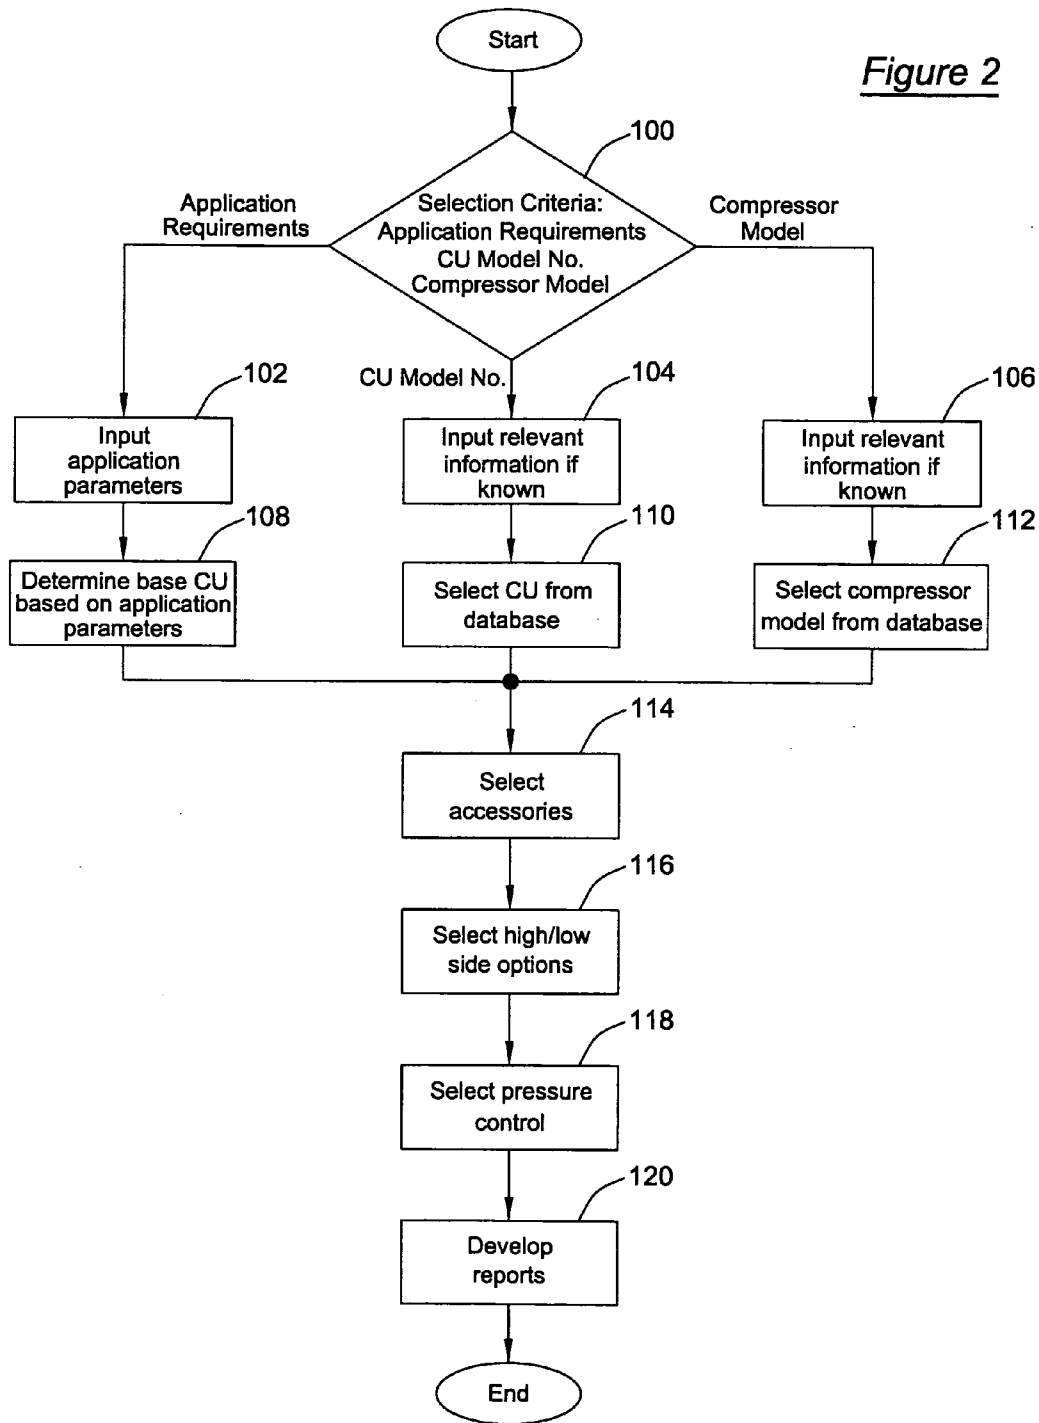 Start
Figure 2
100
Application
Requirements
Selection Criteria:
Application Requirements
CU Model No.
Compressor Model
Compressor
Model
CU Model No.
102
104
106
Input
application
parameters
Input relevant
information if
known
Input relevant
information if
known
108
110
112
Determine base CU
based on application
parameters
Select CU from
database
Select compressor
model from database
114
Select
accessories
116
Select high/low
side options
118
Select pressure
control
120
Develop
reports
End